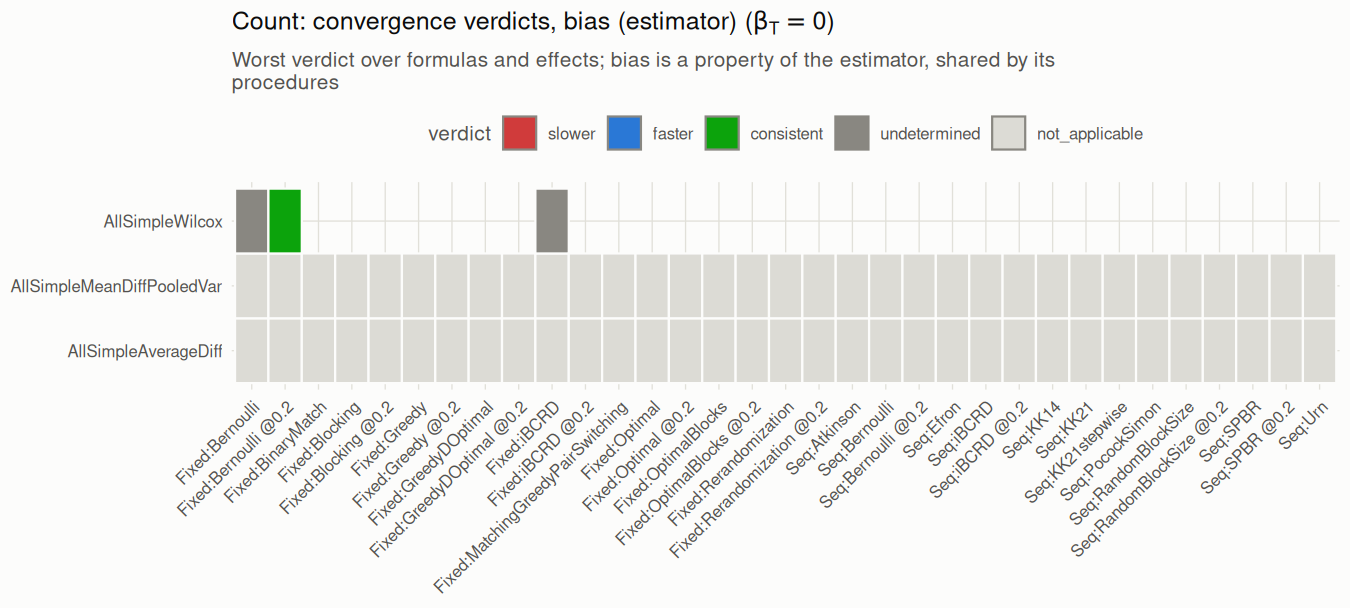 Count: convergence verdicts, bias (estimator) (βT = 0)
Worst verdict over formulas and effects; bias is a property of the estimator, shared by its
procedures
verdict slower faster consistent undetermined not_applicable
AllSimpleWilcox
AllSimpleMeanDiffPooledVar
AllSimpleAverageDiff
Fixed:Bernoulli
Fixed:Bernoulli @0.2
Fixed:BinaryMatch
Fixed:Blocking
Fixed:Blocking @0.2
Fixed:Greedy
Fixed:Greedy @0.2
Fixed:GreedyDOptimal
Fixed:GreedyDOptimal @0.2
Fixed:iBCRD
Fixed:iBCRD @0.2
Fixed:MatchingGreedyPairSwitching
Fixed:Optimal
Fixed:Optimal @0.2
Fixed:OptimalBlocks
Fixed:OptimalBlocks @0.2
Fixed:Rerandomization
Fixed:Rerandomization @0.2
Seq:Atkinson
Seq:Bernoulli
Seq:Bernoulli @0.2
Seq:Efron
Seq:iBCRD
Seq:iBCRD @0.2
Seq:KK14
Seq:KK21
Seq:KK21stepwise
Seq:PocockSimon
Seq:RandomBlockSize
Seq:RandomBlockSize @0.2
Seq:SPBR
Seq:SPBR @0.2
Seq:Urn